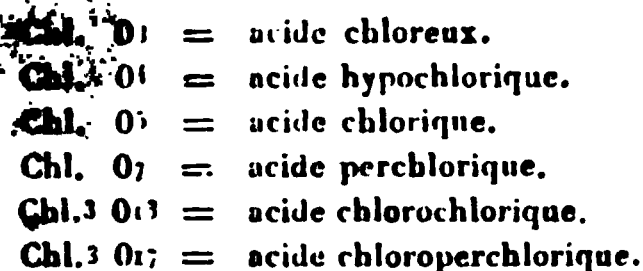 Chl. O3 = acide chloreux.
Chl. O4 = acide hypochlorique.
Chl. O5 = acide chlorique.
Chl. O7 = acide perchlorique.
Chl.3 O13 = acide chlorochlorique.
Chl.3 O17 = acide chloroperchlorique.